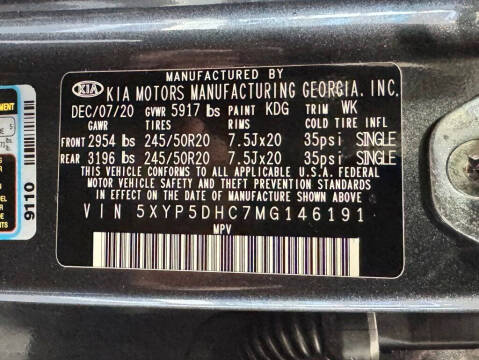 MANUFACTURED BY
KIA KIA MOTORS MANUFACTURING GEORGIA, INC.
DEC/07/20 GVWR 5917 lbs PAINT KDG TRIM WK
GAWR TIRES RIMS COLD TIRE INFL
FRONT 2954 lbs 245/50R20 7.5Jx20 35psi SINGLE
REAR 3196 lbs 245/50R20 7.5Jx20 35psi SINGLE
THIS VEHICLE CONFORMS TO ALL APPLICABLE U.S.A. FEDERAL
MOTOR VEHICLE SAFETY AND THEFT PREVENTION STANDARDS
IN EFFECT ON THE DATE OF MANUFACTURE SHOWN ABOVE.
VIN 5XYP5DHC7MG146191
MPV
9110